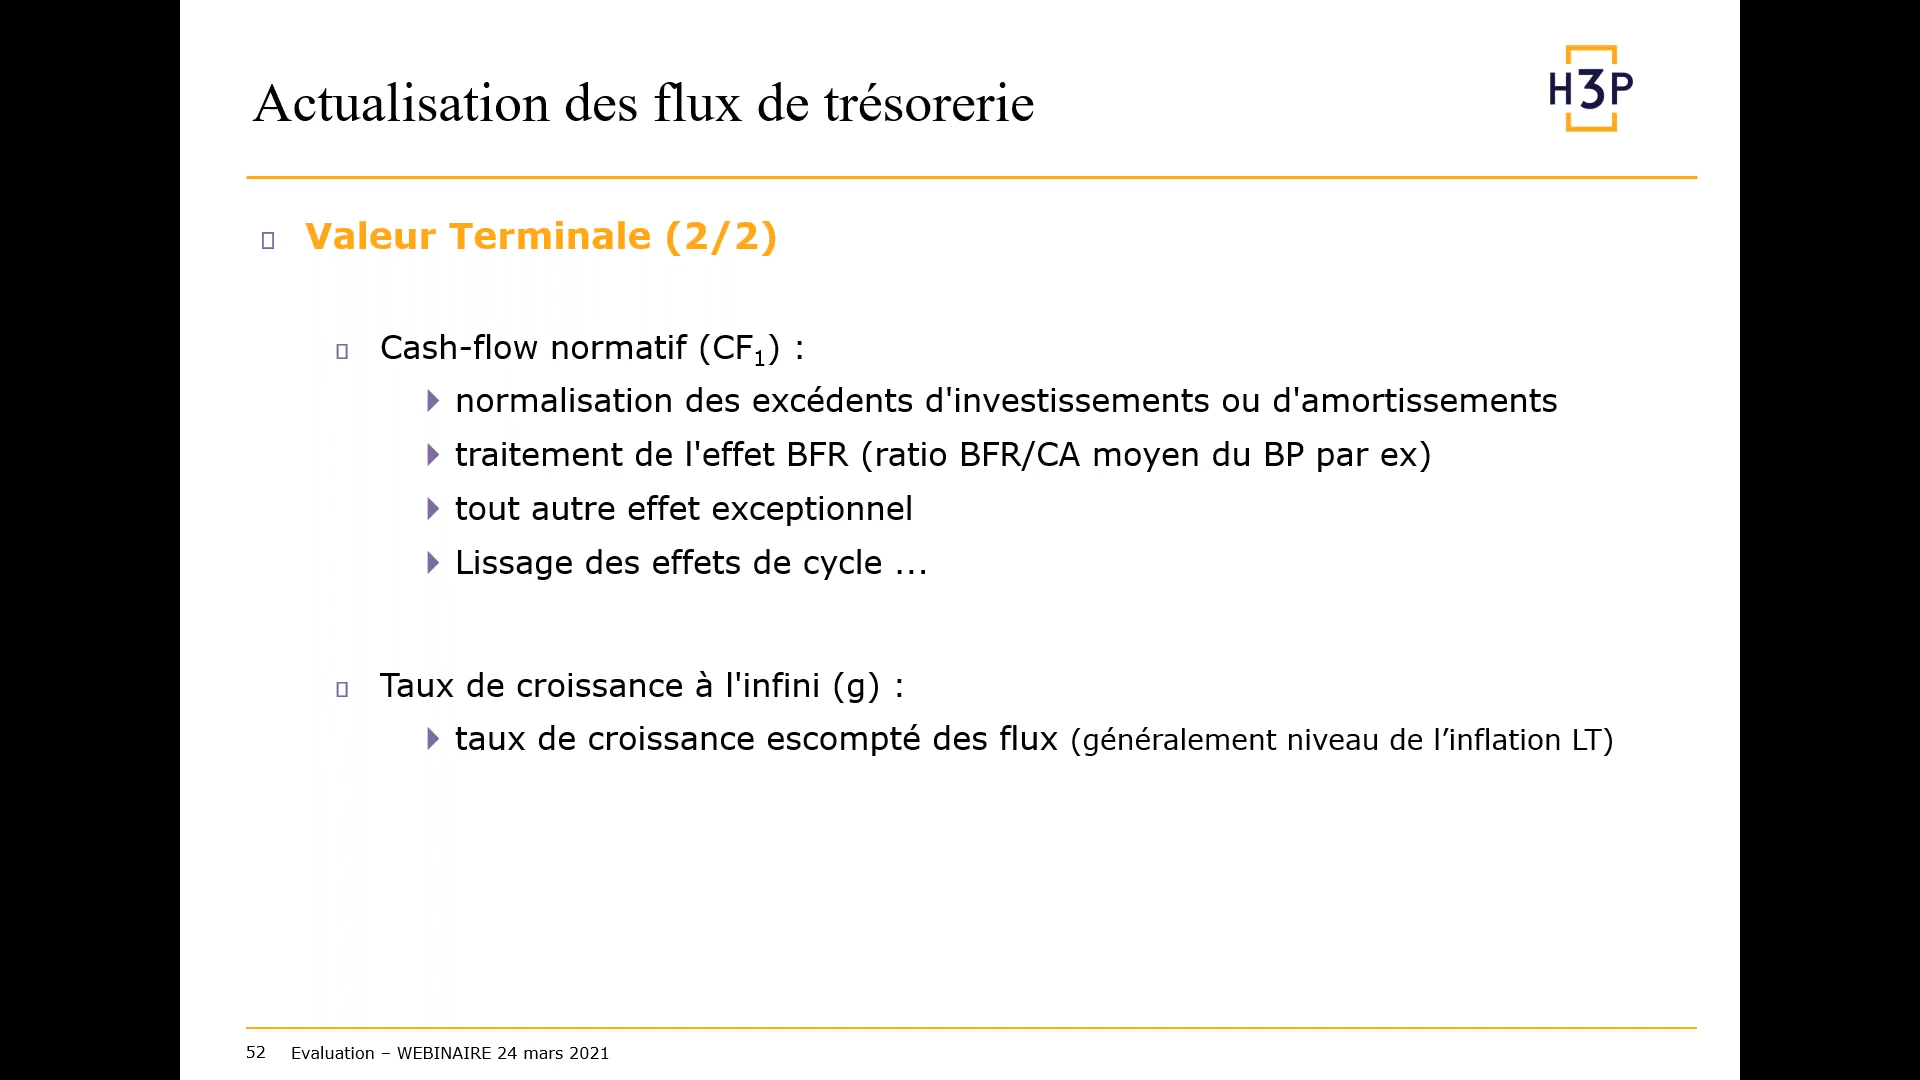 Actualisation des flux de trésorerie
H3P
Valeur Terminale (2/2)
Cash-flow normatif (CF₁) :
normalisation des excédents d'investissements ou d'amortissements
traitement de l'effet BFR (ratio BFR/CA moyen du BP par ex)
tout autre effet exceptionnel
Lissage des effets de cycle ...
Taux de croissance à l'infini (g) :
taux de croissance escompté des flux (généralement niveau de l’inflation LT)
52 Evaluation – WEBINAIRE 24 mars 2021